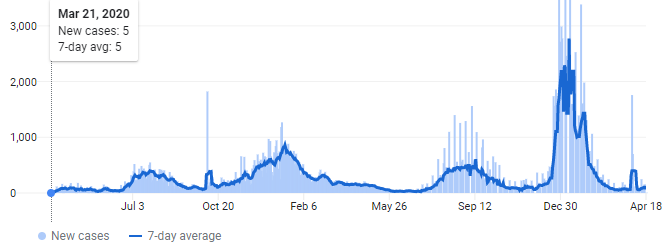 3,000
Mar 21, 2020
New cases: 5
7-day avg: 5
2,000
1,000
0
Jul 3 Oct 20 Feb 6 May 26 Sep 12 Dec 30 Apr 18
New cases 7-day average